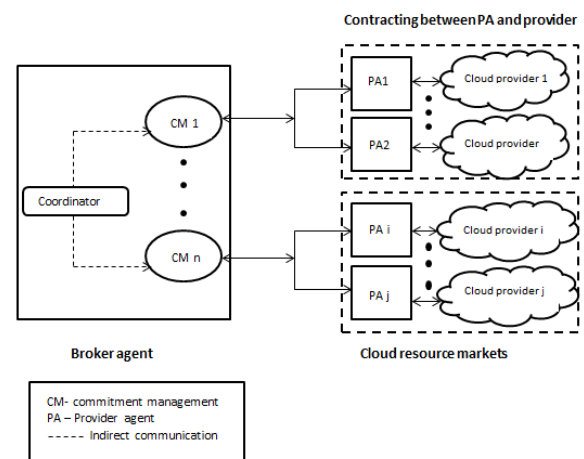 Contracting between PA and provider
PA1
Cloud provider 1
CM 1
PA2
Cloud provider
Coordinator
PA i
Cloud provider i
CM n
PA j
Cloud provider j
Broker agent
Cloud resource markets
CM- commitment management
PA – Provider agent
----- Indirect communication